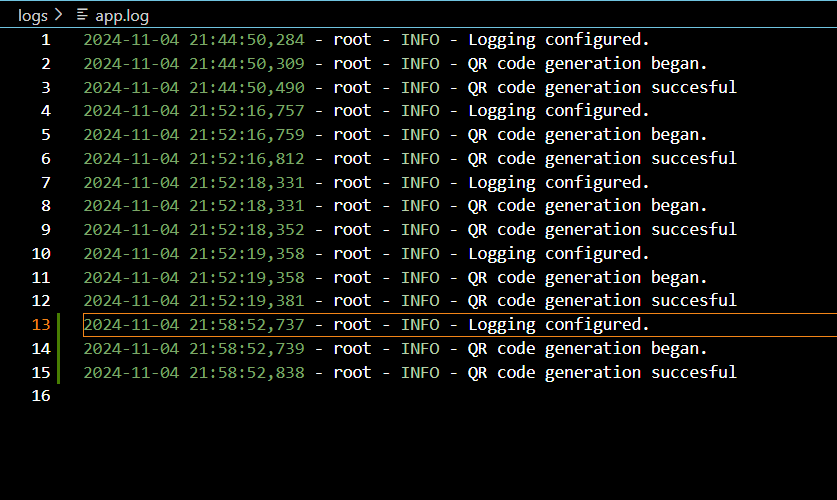 logs > app.log
1 2024-11-04 21:44:50,284 - root - INFO - Logging configured.
2 2024-11-04 21:44:50,309 - root - INFO - QR code generation began.
3 2024-11-04 21:44:50,490 - root - INFO - QR code generation succesful
4 2024-11-04 21:52:16,757 - root - INFO - Logging configured.
5 2024-11-04 21:52:16,759 - root - INFO - QR code generation began.
6 2024-11-04 21:52:16,812 - root - INFO - QR code generation succesful
7 2024-11-04 21:52:18,331 - root - INFO - Logging configured.
8 2024-11-04 21:52:18,331 - root - INFO - QR code generation began.
9 2024-11-04 21:52:18,352 - root - INFO - QR code generation succesful
10 2024-11-04 21:52:19,358 - root - INFO - Logging configured.
11 2024-11-04 21:52:19,358 - root - INFO - QR code generation began.
12 2024-11-04 21:52:19,381 - root - INFO - QR code generation succesful
13 2024-11-04 21:58:52,737 - root - INFO - Logging configured.
14 2024-11-04 21:58:52,739 - root - INFO - QR code generation began.
15 2024-11-04 21:58:52,838 - root - INFO - QR code generation succesful
16